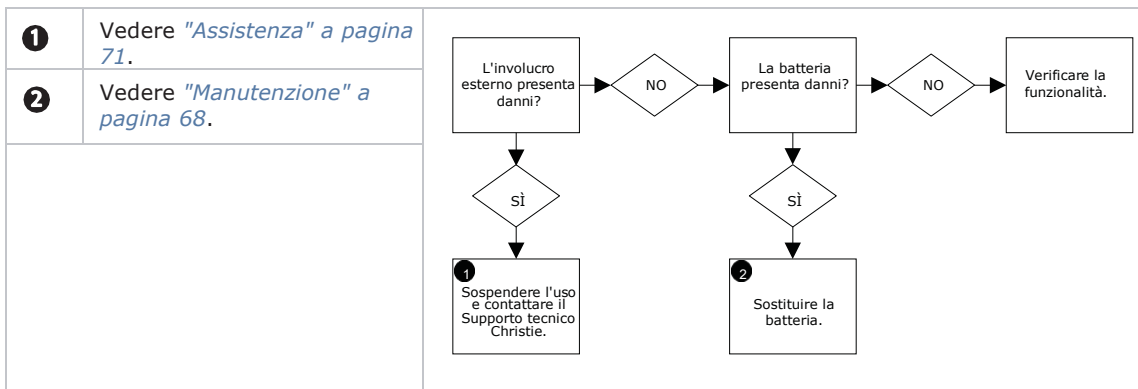 1
Vedere "Assistenza" a pagina
71.
2
Vedere "Manutenzione" a
pagina 68.
L'involucro
esterno presenta
danni?
NO
La batteria
presenta danni?
NO
Verificare la
funzionalità.
SÌ
SÌ
1
Sospendere l'uso
e contattare il
Supporto tecnico
Christie.
2
Sostituire la
batteria.